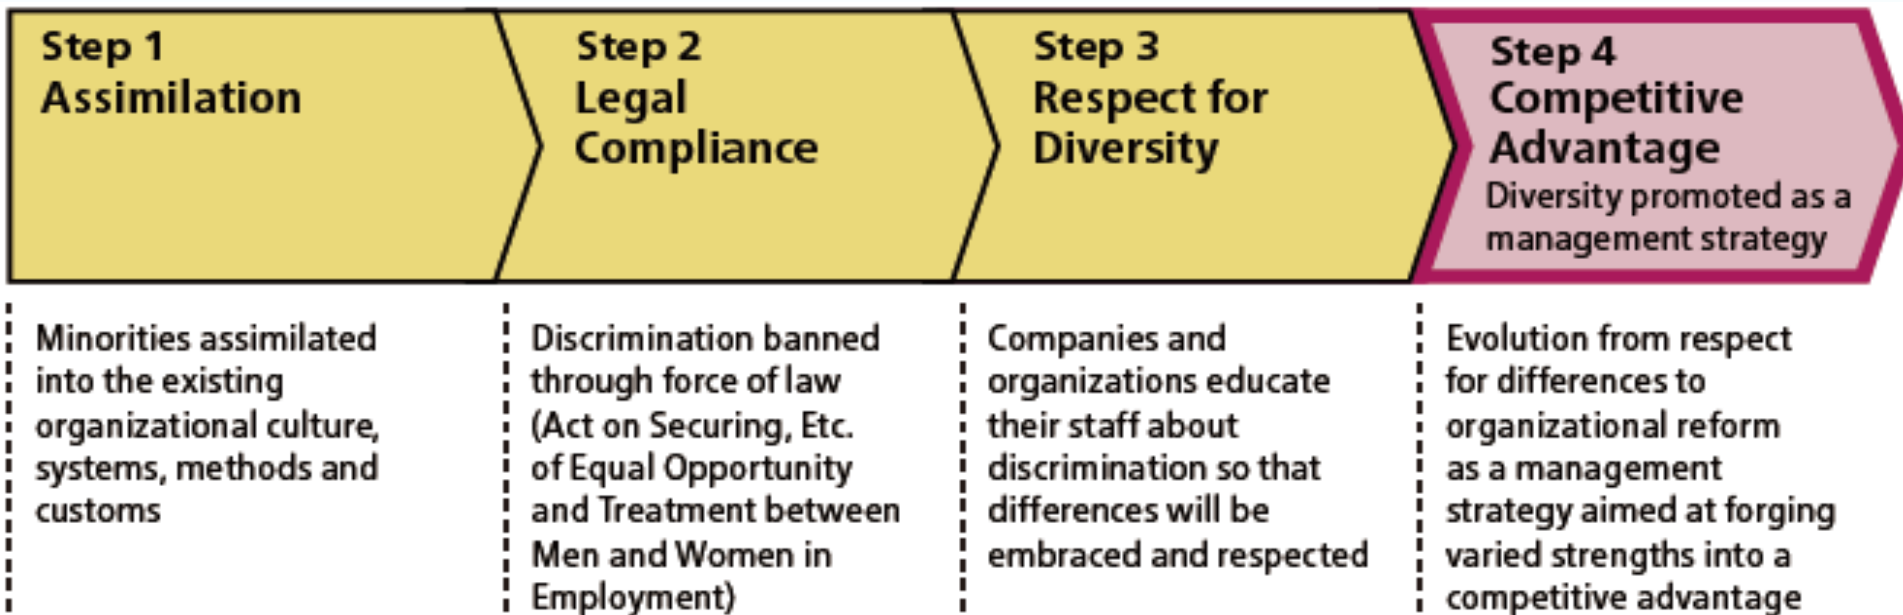 Step 1
Assimilation
Step 2
Legal
Compliance
Step 3
Respect for
Diversity
Step 4
Competitive
Advantage
Diversity promoted as a
management strategy
Minorities assimilated
into the existing
organizational culture,
systems, methods and
customs
Discrimination banned
through force of law
(Act on Securing, Etc.
of Equal Opportunity
and Treatment between
Men and Women in
Employment)
Companies and
organizations educate
their staff about
discrimination so that
differences will be
embraced and respected
Evolution from respect
for differences to
organizational reform
as a management
strategy aimed at forging
varied strengths into a
competitive advantage